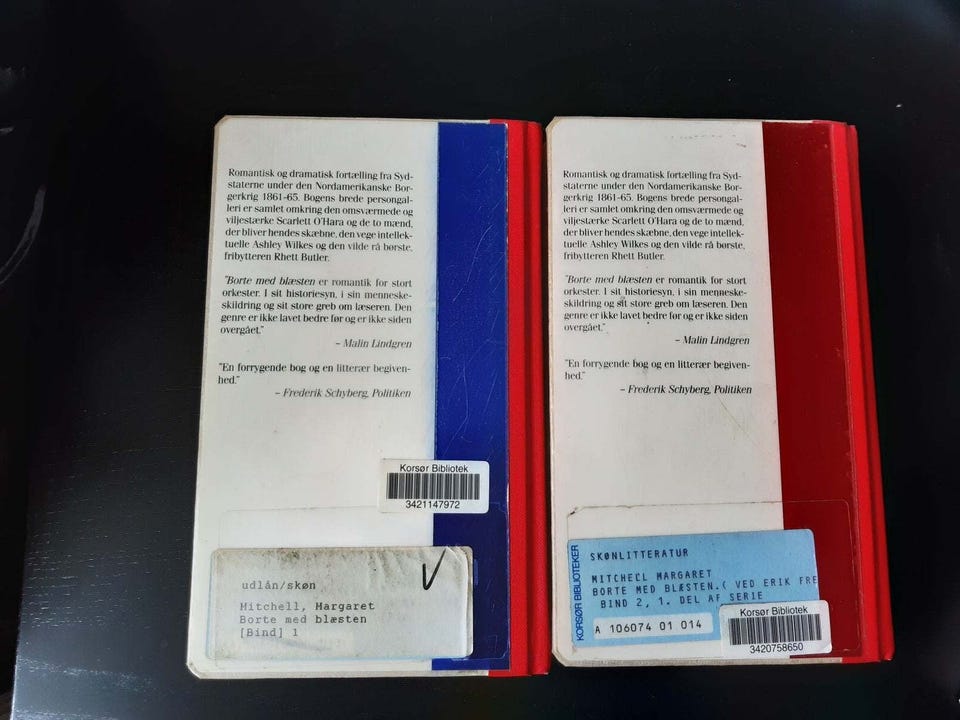 Romantisk og dramatisk fortælling fra Syd-
staterne under den Nordamerikanske Bor-
gerkrig 1861-65. Bogens brede persongal-
leri er samlet omkring den omsværmede og
viljestærke Scarlett O'Hara og de to mænd,
der bliver hendes skæbne, den vege intellek-
tuelle Ashley Wilkes og den vilde rå børste,
fribytteren Rhett Butler.
"Borte med blæsten er romantik for stort
orkester. I sit historiesyn, i sin menneske-
skildring og sit store greb om læseren. Den
genre er ikke lavet bedre før og er ikke siden
overgået."
– Malin Lindgren
"En forrygende bog og en litterær begiven-
hed."
– Frederik Schyberg, Politiken
Korsør Bibliotek
3421147972
udlån/skøn
Mitchell, Margaret
Borte med blæsten
[Bind] 1
Romantisk og dramatisk fortælling fra Syd-
staterne under den Nordamerikanske Bor-
gerkrig 1861-65. Bogens brede persongal-
leri er samlet omkring den omsværmede og
viljestærke Scarlett O'Hara og de to mænd,
der bliver hendes skæbne, den vege intellek-
tuelle Ashley Wilkes og den vilde rå børste,
fribytteren Rhett Butler.
"Borte med blæsten er romantik for stort
orkester. I sit historiesyn, i sin menneske-
skildring og sit store greb om læseren. Den
genre er ikke lavet bedre før og er ikke siden
overgået."
– Malin Lindgren
"En forrygende bog og en litterær begiven-
hed."
– Frederik Schyberg, Politiken
KORSØR BIBLIOTEKER
SKØNLITTERATUR
MITCHELL MARGARET
BORTE MED BLÆSTEN.( VED ERIK FRE
BIND 2, 1. DEL AF SERIE
A 106074 01 014
Korsør Bibliotek
3420758650